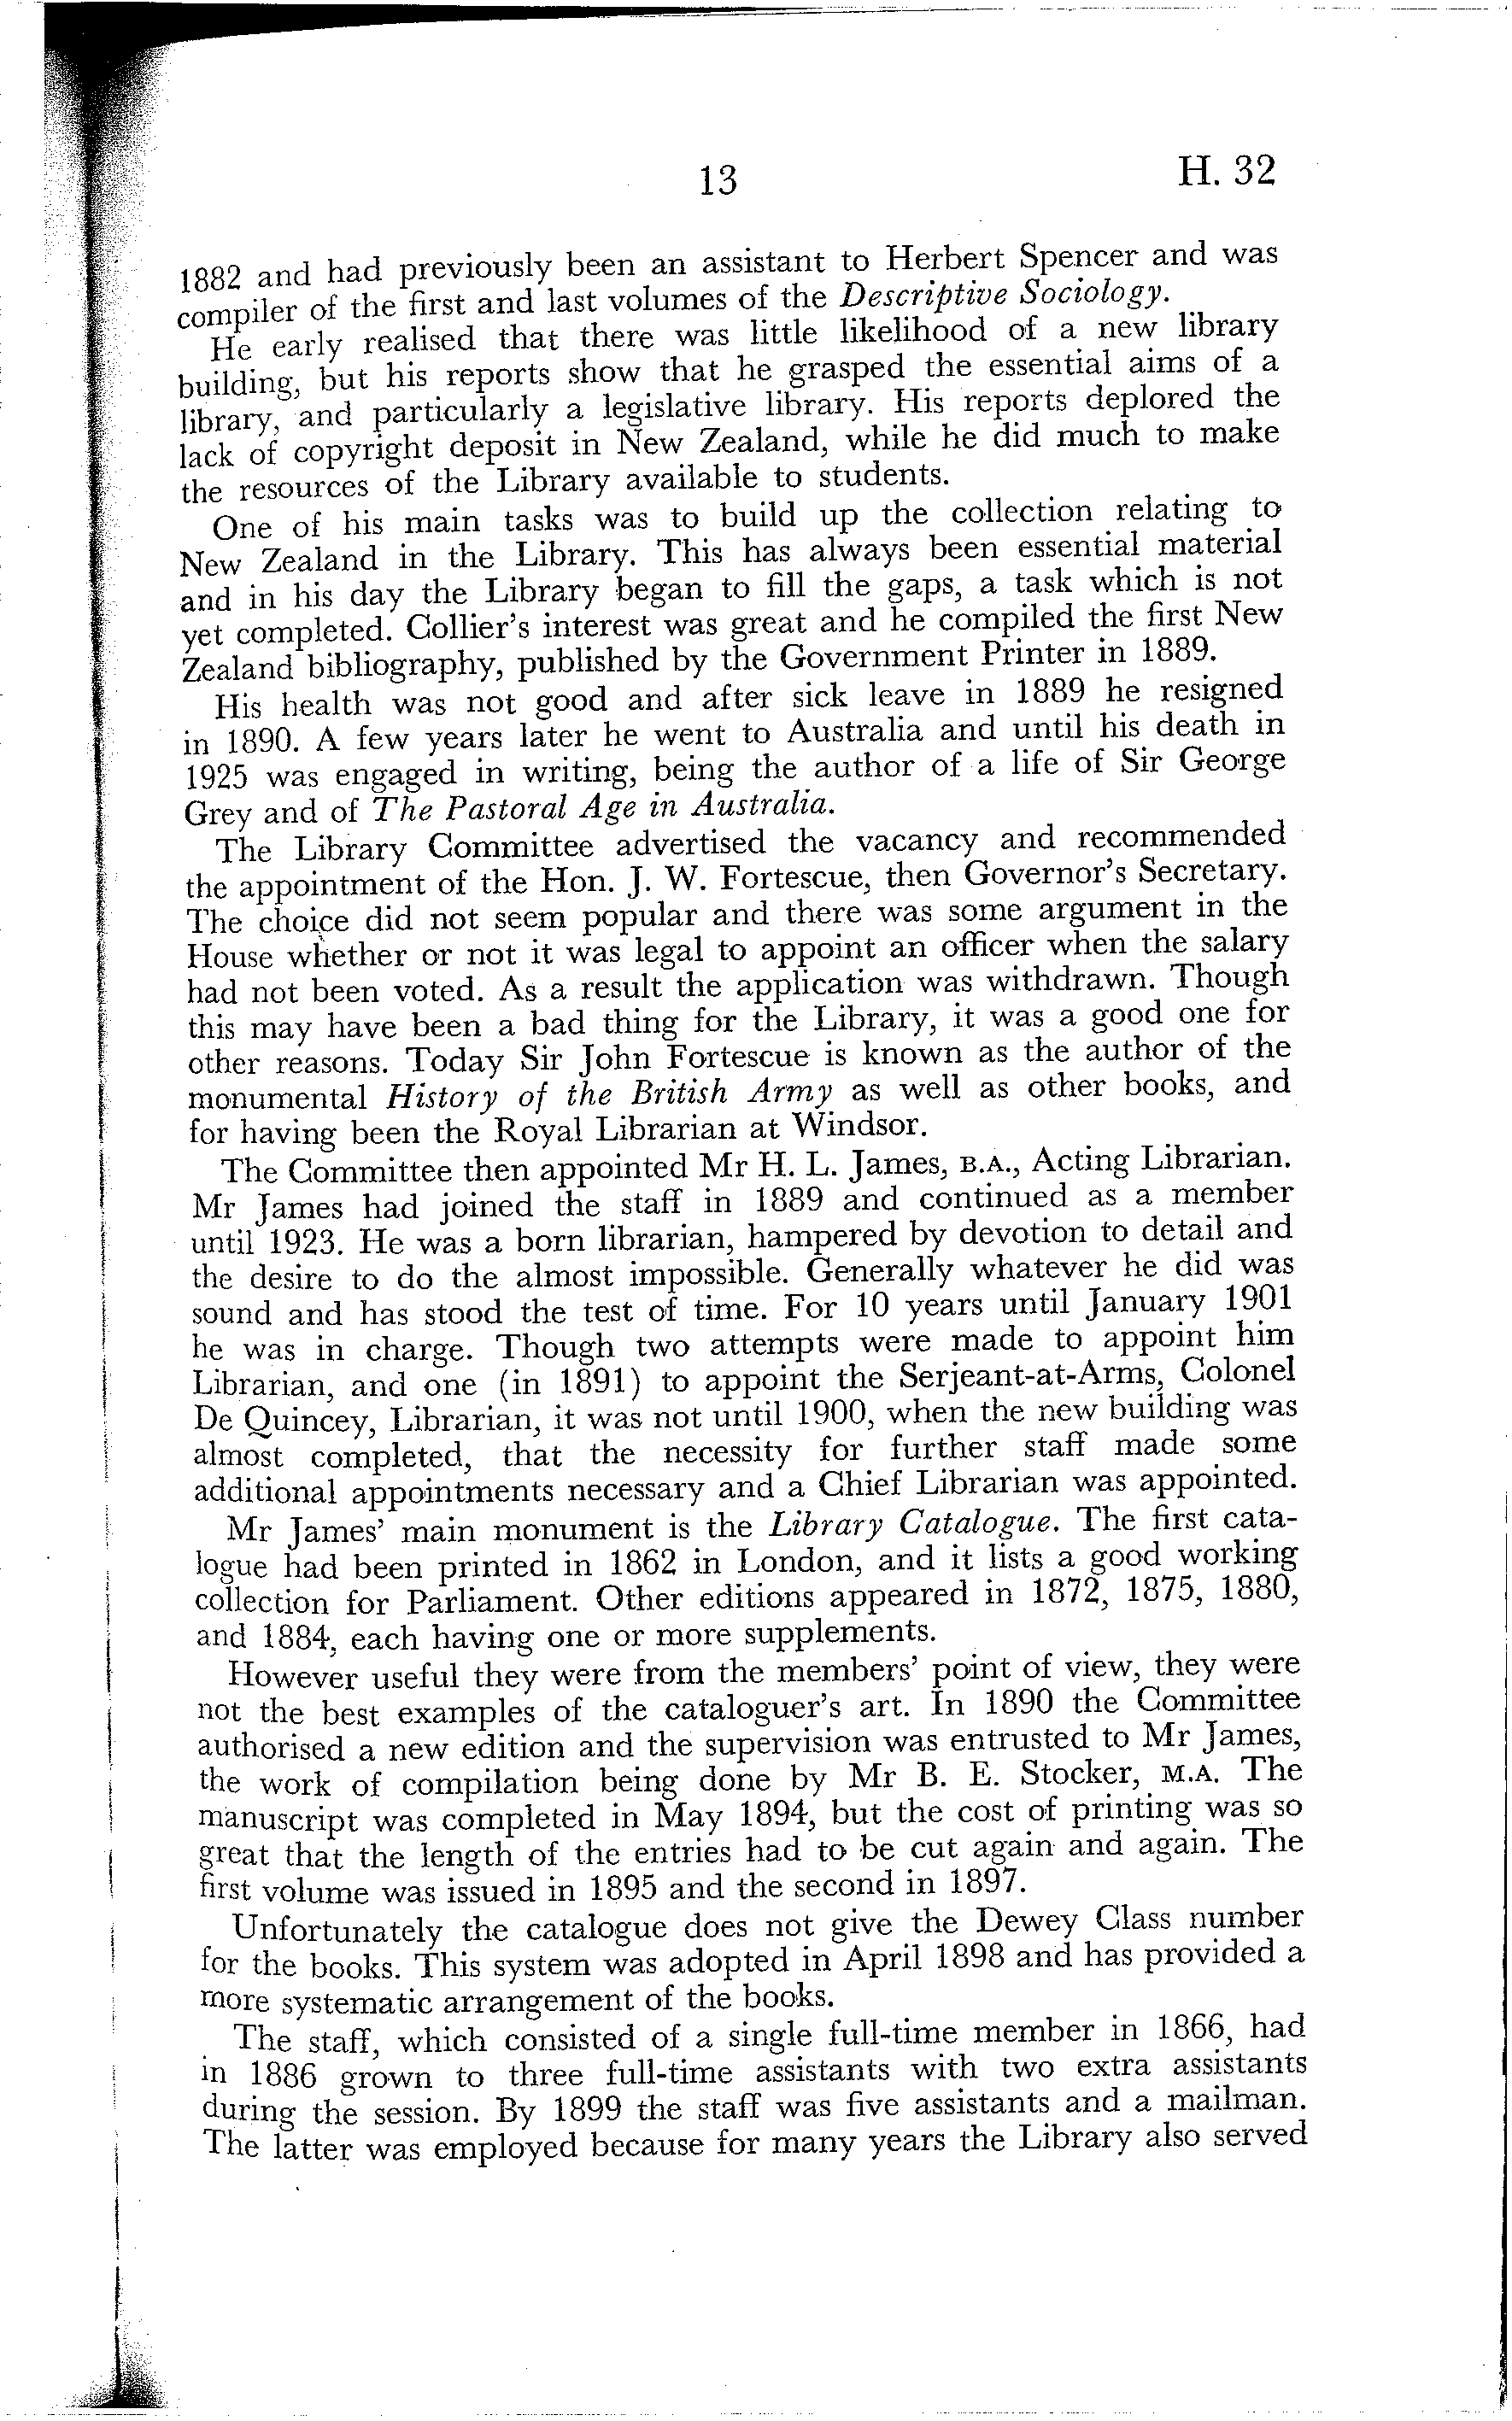 13 H. 32
1882 and had previously been an assistant to Herbert Spencer and was
compiler of the first and last volumes of the Descriptive Sociology.
He early realised that there was little likelihood of a new library
building, but his reports show that he grasped the essential aims of a
library, and particularly a legislative library. His reports deplored the
lack of copyright deposit in New Zealand, while he did much to make
the resources of the Library available to students.
One of his main tasks was to build up the collection relating to
New Zealand in the Library. This has always been essential material
and in his day the Library began to fill the gaps, a task which is not
yet completed. Collier's interest was great and he compiled the first New
Zealand bibliography, published by the Government Printer in 1889.
His health was not good and after sick leave in 1889 he resigned
in 1890. A few years later he went to Australia and until his death in
1925 was engaged in writing, being the author of a life of Sir George
Grey and of The Pastoral Age in Australia.
The Library Committee advertised the vacancy and recommended
the appointment of the Hon. J. W. Fortescue, then Governor's Secretary.
The choice did not seem popular and there was some argument in the
House whether or not it was legal to appoint an officer when the salary
had not been voted. As a result the application was withdrawn. Though
this may have been a bad thing for the Library, it was a good one for
other reasons. Today Sir John Fortescue is known as the author of the
monumental History of the British Army as well as other books, and
for having been the Royal Librarian at Windsor.
The Committee then appointed Mr H. L. James, B.A., Acting Librarian.
Mr James had joined the staff in 1889 and continued as a member
until 1923. He was a born librarian, hampered by devotion to detail and
the desire to do the almost impossible. Generally whatever he did was
sound and has stood the test of time. For 10 years until January 1901
he was in charge. Though two attempts were made to appoint him
Librarian, and one (in 1891) to appoint the Serjeant-at-Arms, Colonel
De Quincey, Librarian, it was not until 1900, when the new building was
almost completed, that the necessity for further staff made some
additional appointments necessary and a Chief Librarian was appointed.
Mr James' main monument is the Library Catalogue. The first cata-
logue had been printed in 1862 in London, and it lists a good working
collection for Parliament. Other editions appeared in 1872, 1875, 1880,
and 1884, each having one or more supplements.
However useful they were from the members' point of view, they were
not the best examples of the cataloguer's art. In 1890 the Committee
authorised a new edition and the supervision was entrusted to Mr James,
the work of compilation being done by Mr B. E. Stocker, M.A. The
manuscript was completed in May 1894, but the cost of printing was so
great that the length of the entries had to be cut again and again. The
first volume was issued in 1895 and the second in 1897.
Unfortunately the catalogue does not give the Dewey Class number
for the books. This system was adopted in April 1898 and has provided a
more systematic arrangement of the books.
The staff, which consisted of a single full-time member in 1866, had
in 1886 grown to three full-time assistants with two extra assistants
during the session. By 1899 the staff was five assistants and a mailman.
The latter was employed because for many years the Library also served